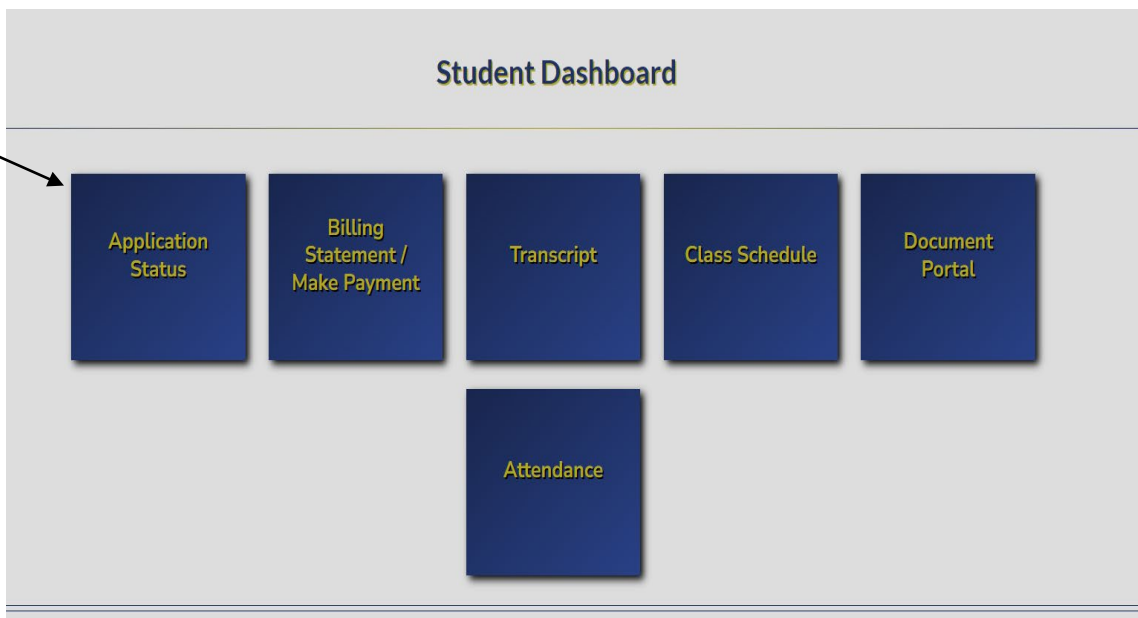 Student Dashboard
Application
Status
Billing
Statement /
Make Payment
Transcript
Class Schedule
Document
Portal
Attendance